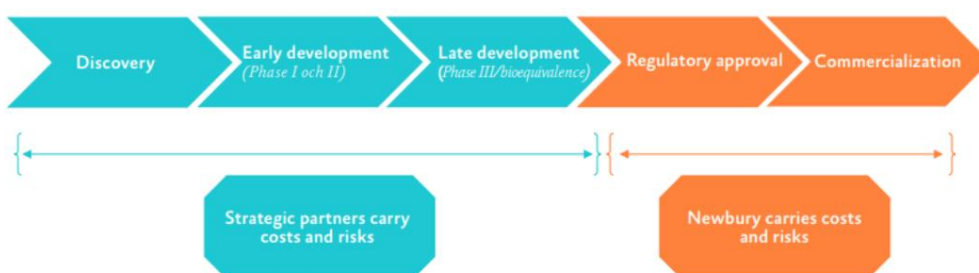 Discovery
Early development
(Phase I och II)
Late development
(Phase III/bioequivalence)
Regulatory approval
Commercialization
Strategic partners carry
costs and risks
Newbury carries costs
and risks